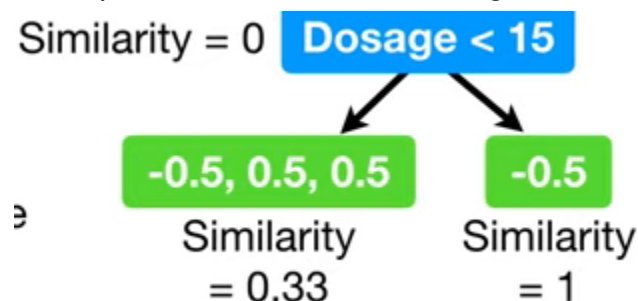 Similarity = 0 Dosage < 15
-0.5, 0.5, 0.5 -0.5
e
Similarity Similarity
= 0.33 = 1